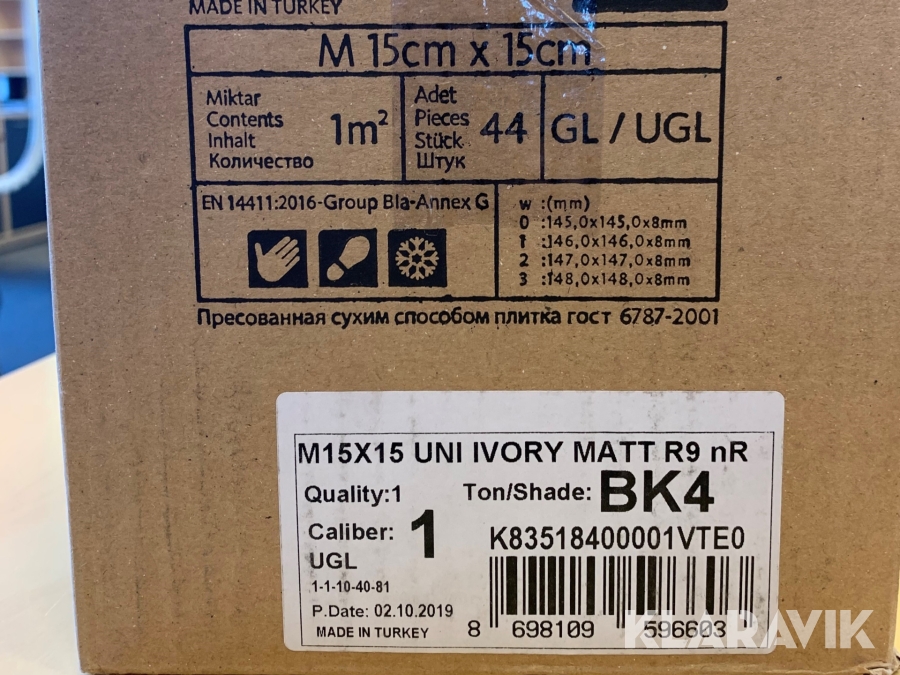 MADE IN TURKEY
M 15cm x 15cm
Miktar
Contents
Inhalt
Количество
1m²
Adet
Pieces
Stück
Штук
44
GL / UGL
EN 14411:2016-Group Bla-Annex G
w :(mm)
0 :145,0x145,0x8mm
1 :146,0x146,0x8mm
2 :147,0x147,0x8mm
3 :148,0x148,0x8mm
Пресованная сухим способом плитка гост 6787-2001
M15X15 UNI IVORY MATT R9 nR
Quality:1
Ton/Shade: BK4
Caliber: 1
K83518400001VTE0
UGL
1-1-10-40-81
P.Date: 02.10.2019
MADE IN TURKEY
8 698109 596603
KLARAVIK